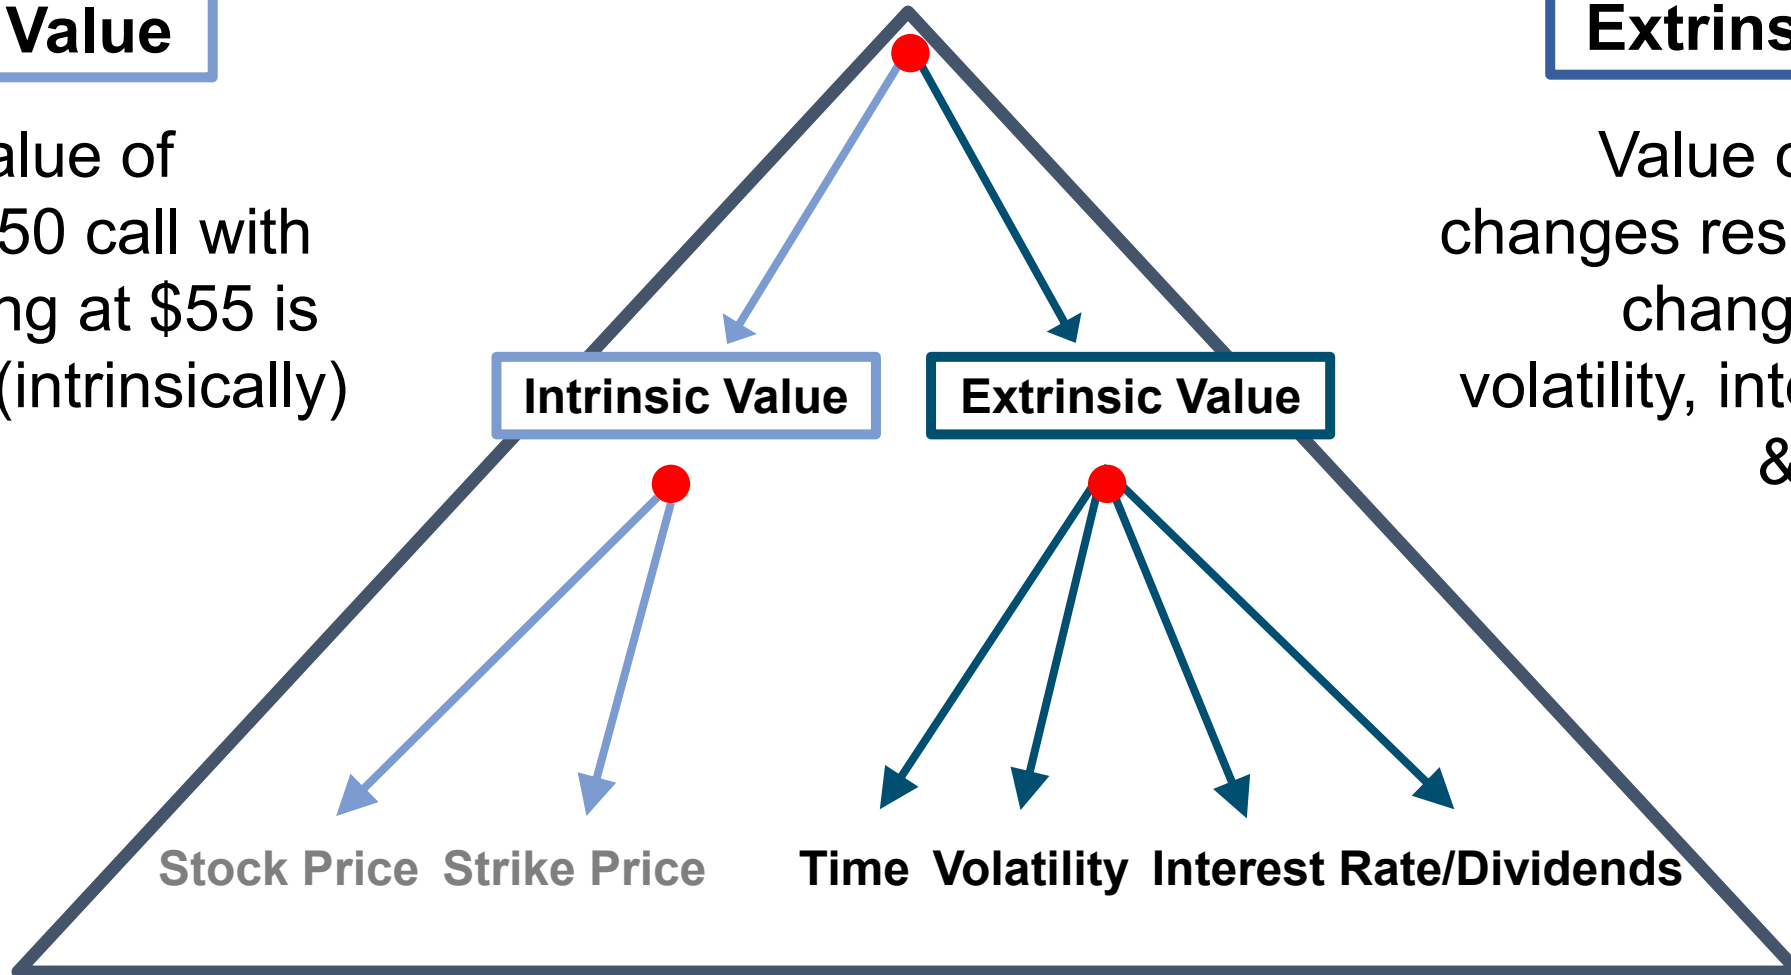 Value
alue of
50 call with
ng at $55 is
(intrinsically)
Extrins
Value
changes res
chang
volatility, int
&
Intrinsic Value
Extrinsic Value
Stock Price Strike Price
Time Volatility Interest Rate/Dividends